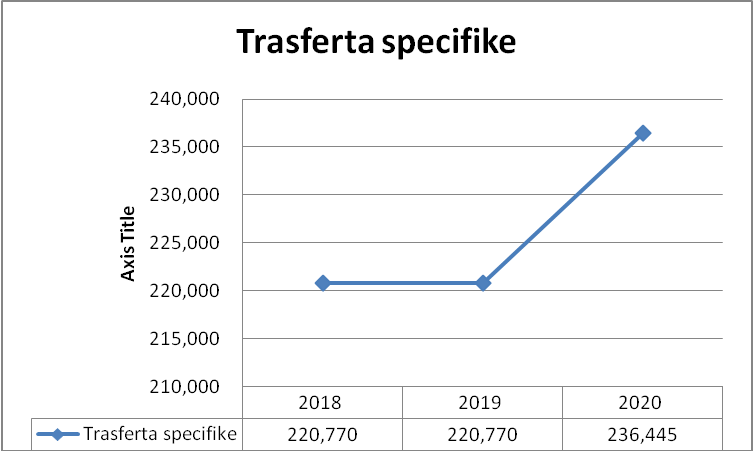 Trasferta specifike
240,000
235,000
230,000
225,000
220,000
215,000
210,000
Axis Title
2018 2019 2020
Trasferta specifike 220,770 220,770 236,445